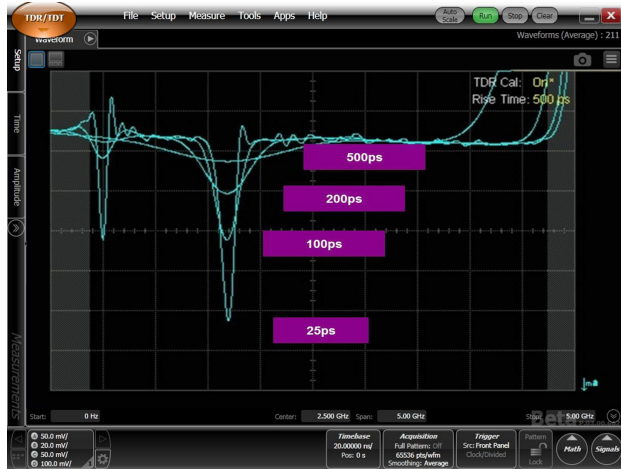 TDR/TDT File Setup Measure Tools Apps Help Auto Scale Run Stop Clear
Waveform Waveforms (Average) : 211
Setup
Time
Amplitude
Measurements
TDR Cal: On*
Rise Time: 500 ps
500ps
200ps
100ps
25ps
Start: 0 Hz Center: 2.500 GHz Span: 5.00 GHz Stop: 5.00 GHz
Beta
50.0 mV/
20.0 mV/
50.0 mV/
100.0 mV/
Timebase
20.00000 ns/
Pos: 0 s
Acquisition
Full Pattern: Off
65536 pts/wfm
Smoothing: Average
Trigger
Src: Front Panel
Clock/Divided
Pattern
Lock
Math
Signals